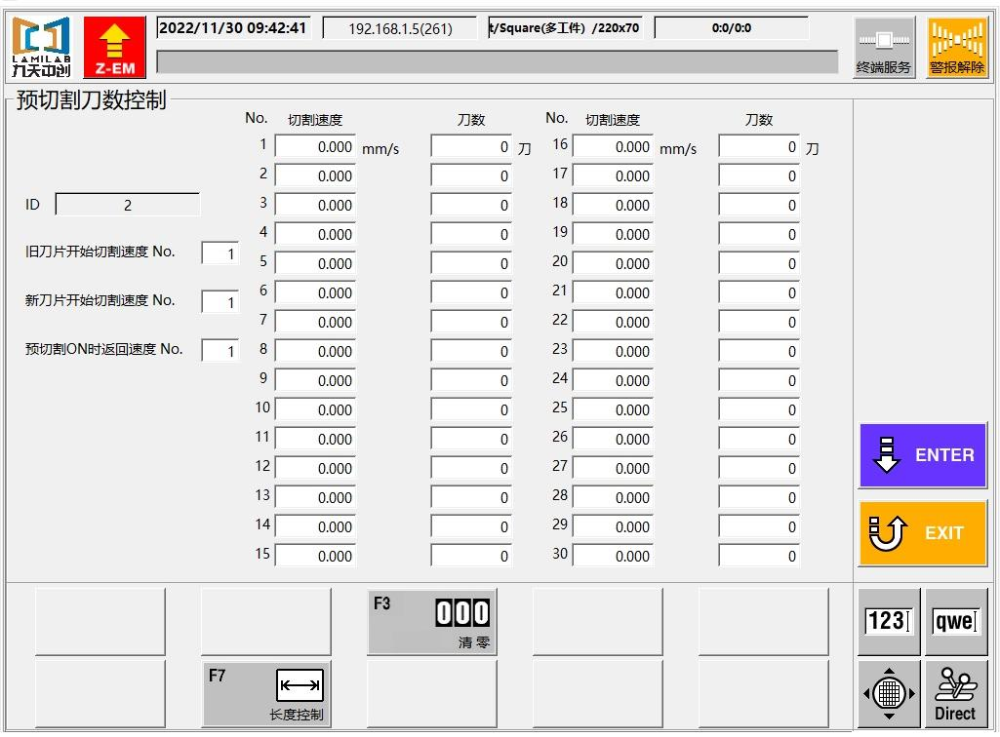 LAMILAB
九天中创
Z-EM
2022/11/30 09:42:41
192.168.1.5(261)
t/Square(多工件) /220x70
0:0/0:0
终端服务
警报解除
预切割刀数控制
No. 切割速度 刀数 No. 切割速度 刀数
1 0.000 mm/s 0 刀 16 0.000 mm/s 0 刀
2 0.000 0 17 0.000 0
3 0.000 0 18 0.000 0
4 0.000 0 19 0.000 0
5 0.000 0 20 0.000 0
6 0.000 0 21 0.000 0
7 0.000 0 22 0.000 0
8 0.000 0 23 0.000 0
9 0.000 0 24 0.000 0
10 0.000 0 25 0.000 0
11 0.000 0 26 0.000 0
12 0.000 0 27 0.000 0
13 0.000 0 28 0.000 0
14 0.000 0 29 0.000 0
15 0.000 0 30 0.000 0
ID 2
旧刀片开始切割速度 No. 1
新刀片开始切割速度 No. 1
预切割ON时返回速度 No. 1
ENTER
EXIT
F3 000
清零
F7
长度控制
123
qwe
Direct